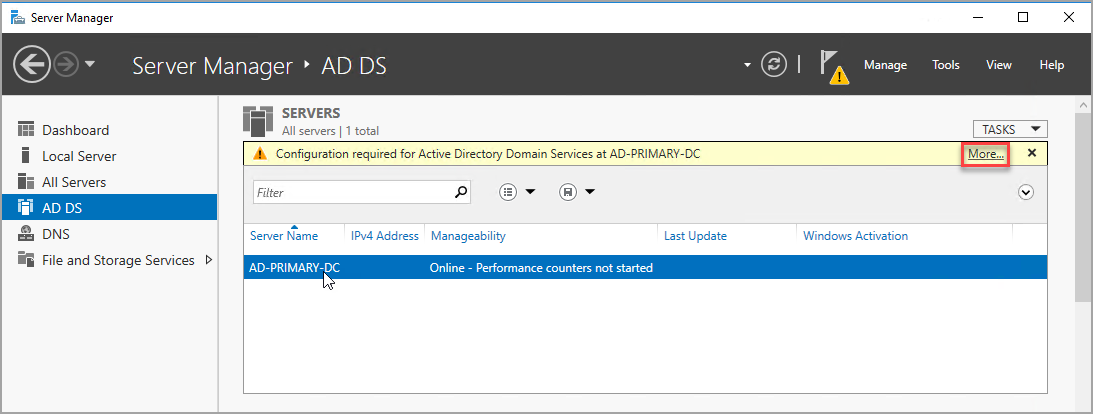 Server Manager
Server Manager ‣ AD DS
Manage Tools View Help
Dashboard
Local Server
All Servers
AD DS
DNS
File and Storage Services
SERVERS
All servers | 1 total
TASKS
Configuration required for Active Directory Domain Services at AD-PRIMARY-DC More...
Filter
Server Name IPv4 Address Manageability Last Update Windows Activation
AD-PRIMARY-DC Online - Performance counters not started